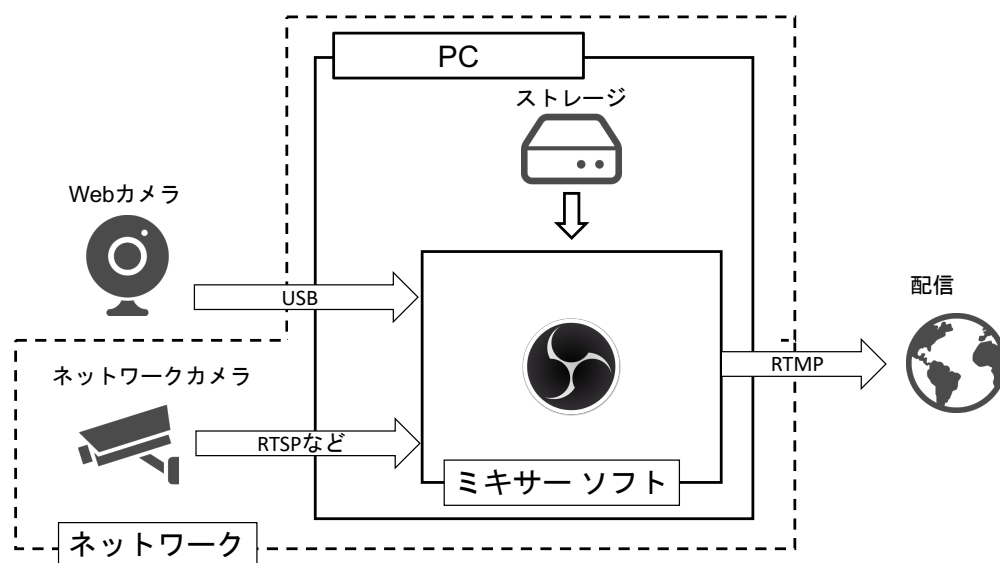 PC
ストレージ
Webカメラ
USB
配信
ネットワークカメラ
RTMP
RTSPなど
ミキサー ソフト
ネットワーク